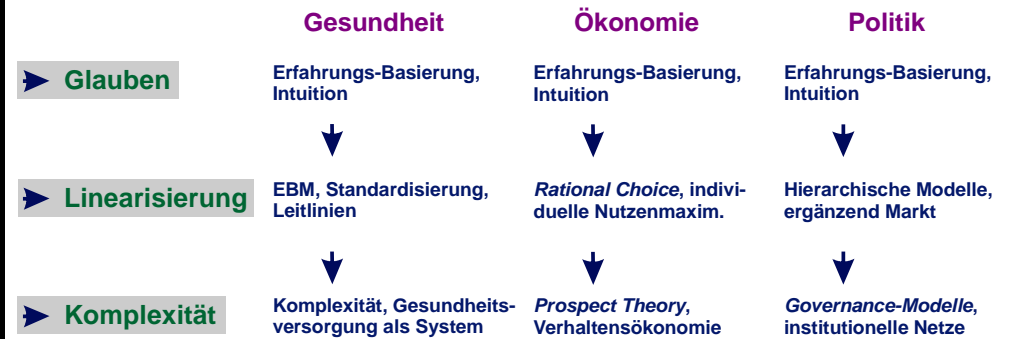 Gesundheit Ökonomie Politik
Glauben Erfahrungs-Basierung, Erfahrungs-Basierung, Erfahrungs-Basierung,
Intuition Intuition Intuition
Linearisierung EBM, Standardisierung, Rational Choice, indivi- Hierarchische Modelle,
Leitlinien duelle Nutzenmaxim. ergänzend Markt
Komplexität Komplexität, Gesundheits- Prospect Theory, Governance-Modelle,
versorgung als System Verhaltensökonomie institutionelle Netze